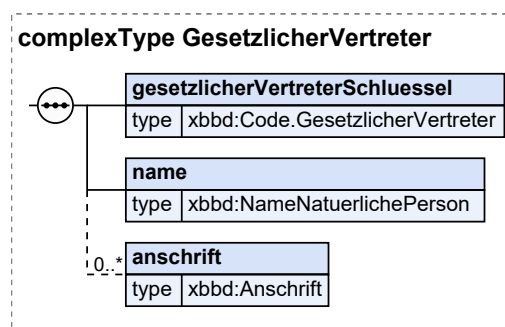 complexType GesetzlicherVertreter
gesetzlicherVertreterSchluessel
type xbbd:Code.GesetzlicherVertreter
name
type xbbd:NameNatuerlichePerson
0..* anschrift
type xbbd:Anschrift